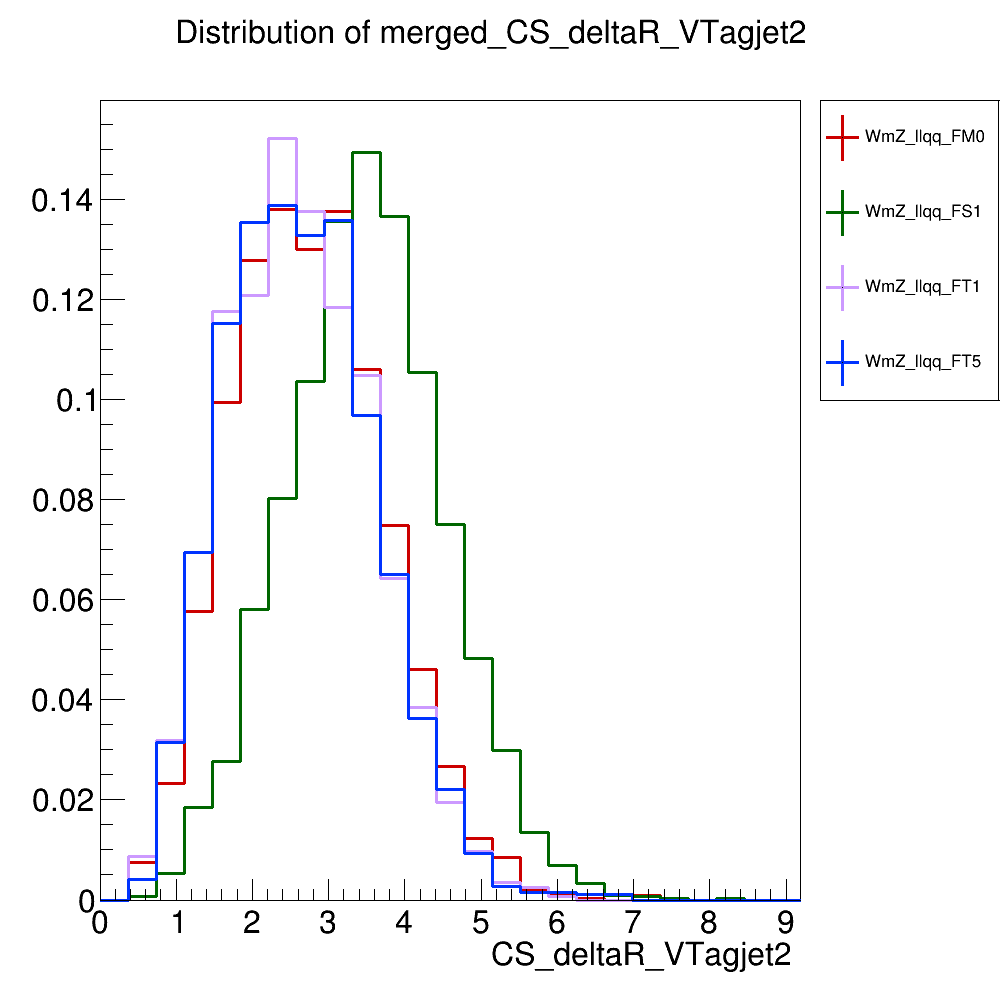 Distribution of merged_CS_deltaR_VTagjet2
WmZ_llqq_FM0
WmZ_llqq_FS1
WmZ_llqq_FT1
WmZ_llqq_FT5
0.14
0.12
0.1
0.08
0.06
0.04
0.02
0
0 1 2 3 4 5 6 7 8 9
CS_deltaR_VTagjet2